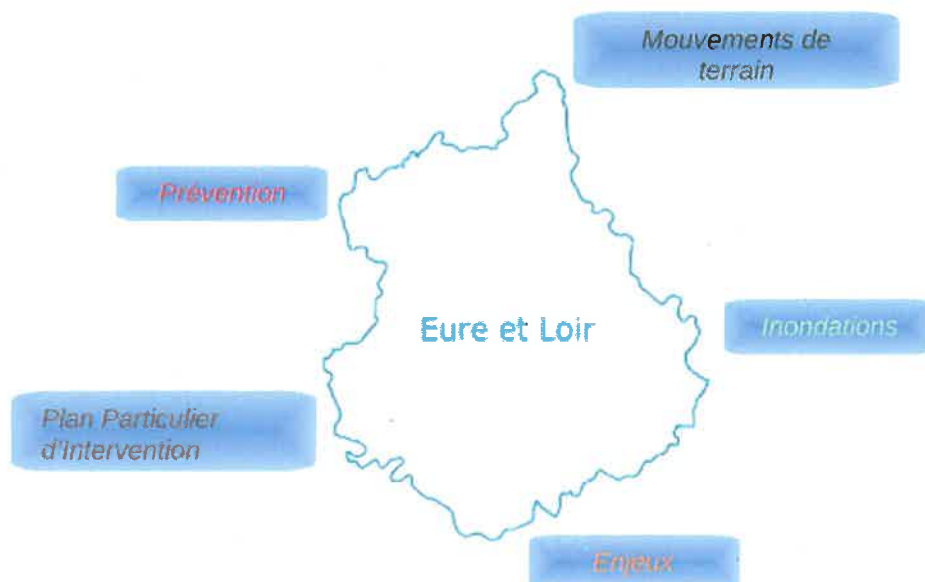 Mouvements de
terrain
Prévention
Eure et Loir
Inondations
Plan Particulier
d'Intervention
Enjeux